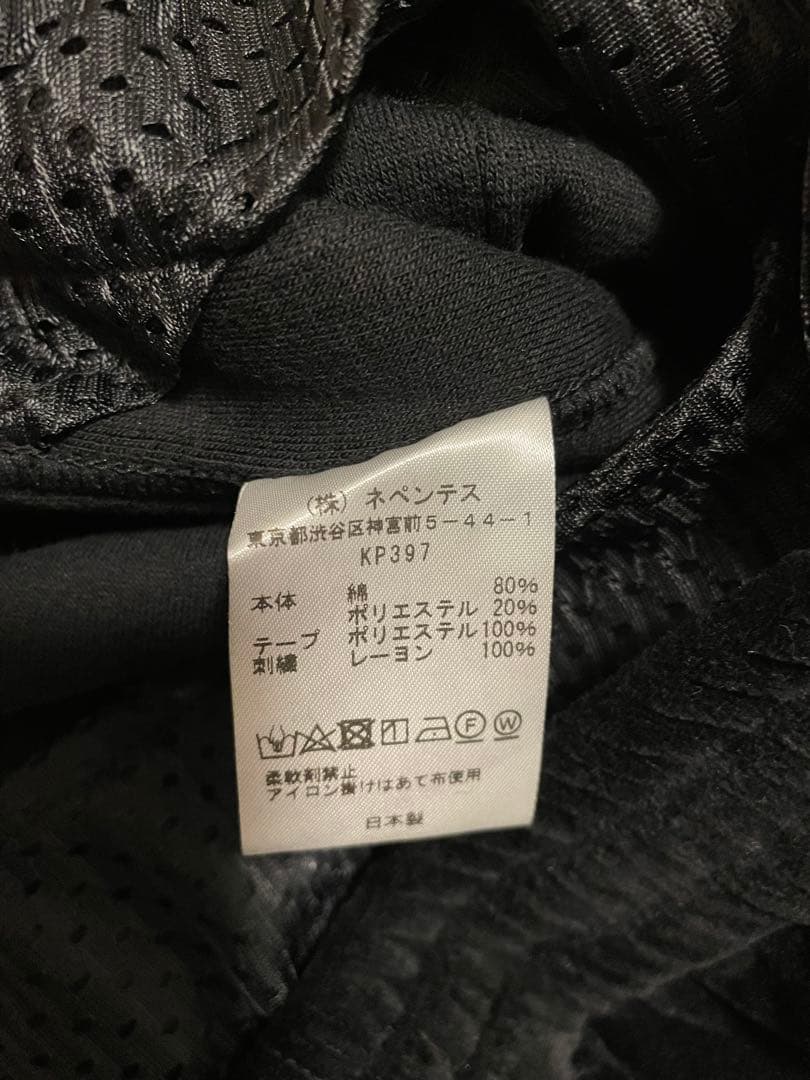 (株) ネペンテス
東京都渋谷区神宮前5-44-1
KP397
本体 綿 80%
ポリエステル 20%
テープ ポリエステル 100%
刺繍 レーヨン 100%
F W
柔軟剤禁止
アイロン掛けはあて布使用
日本製